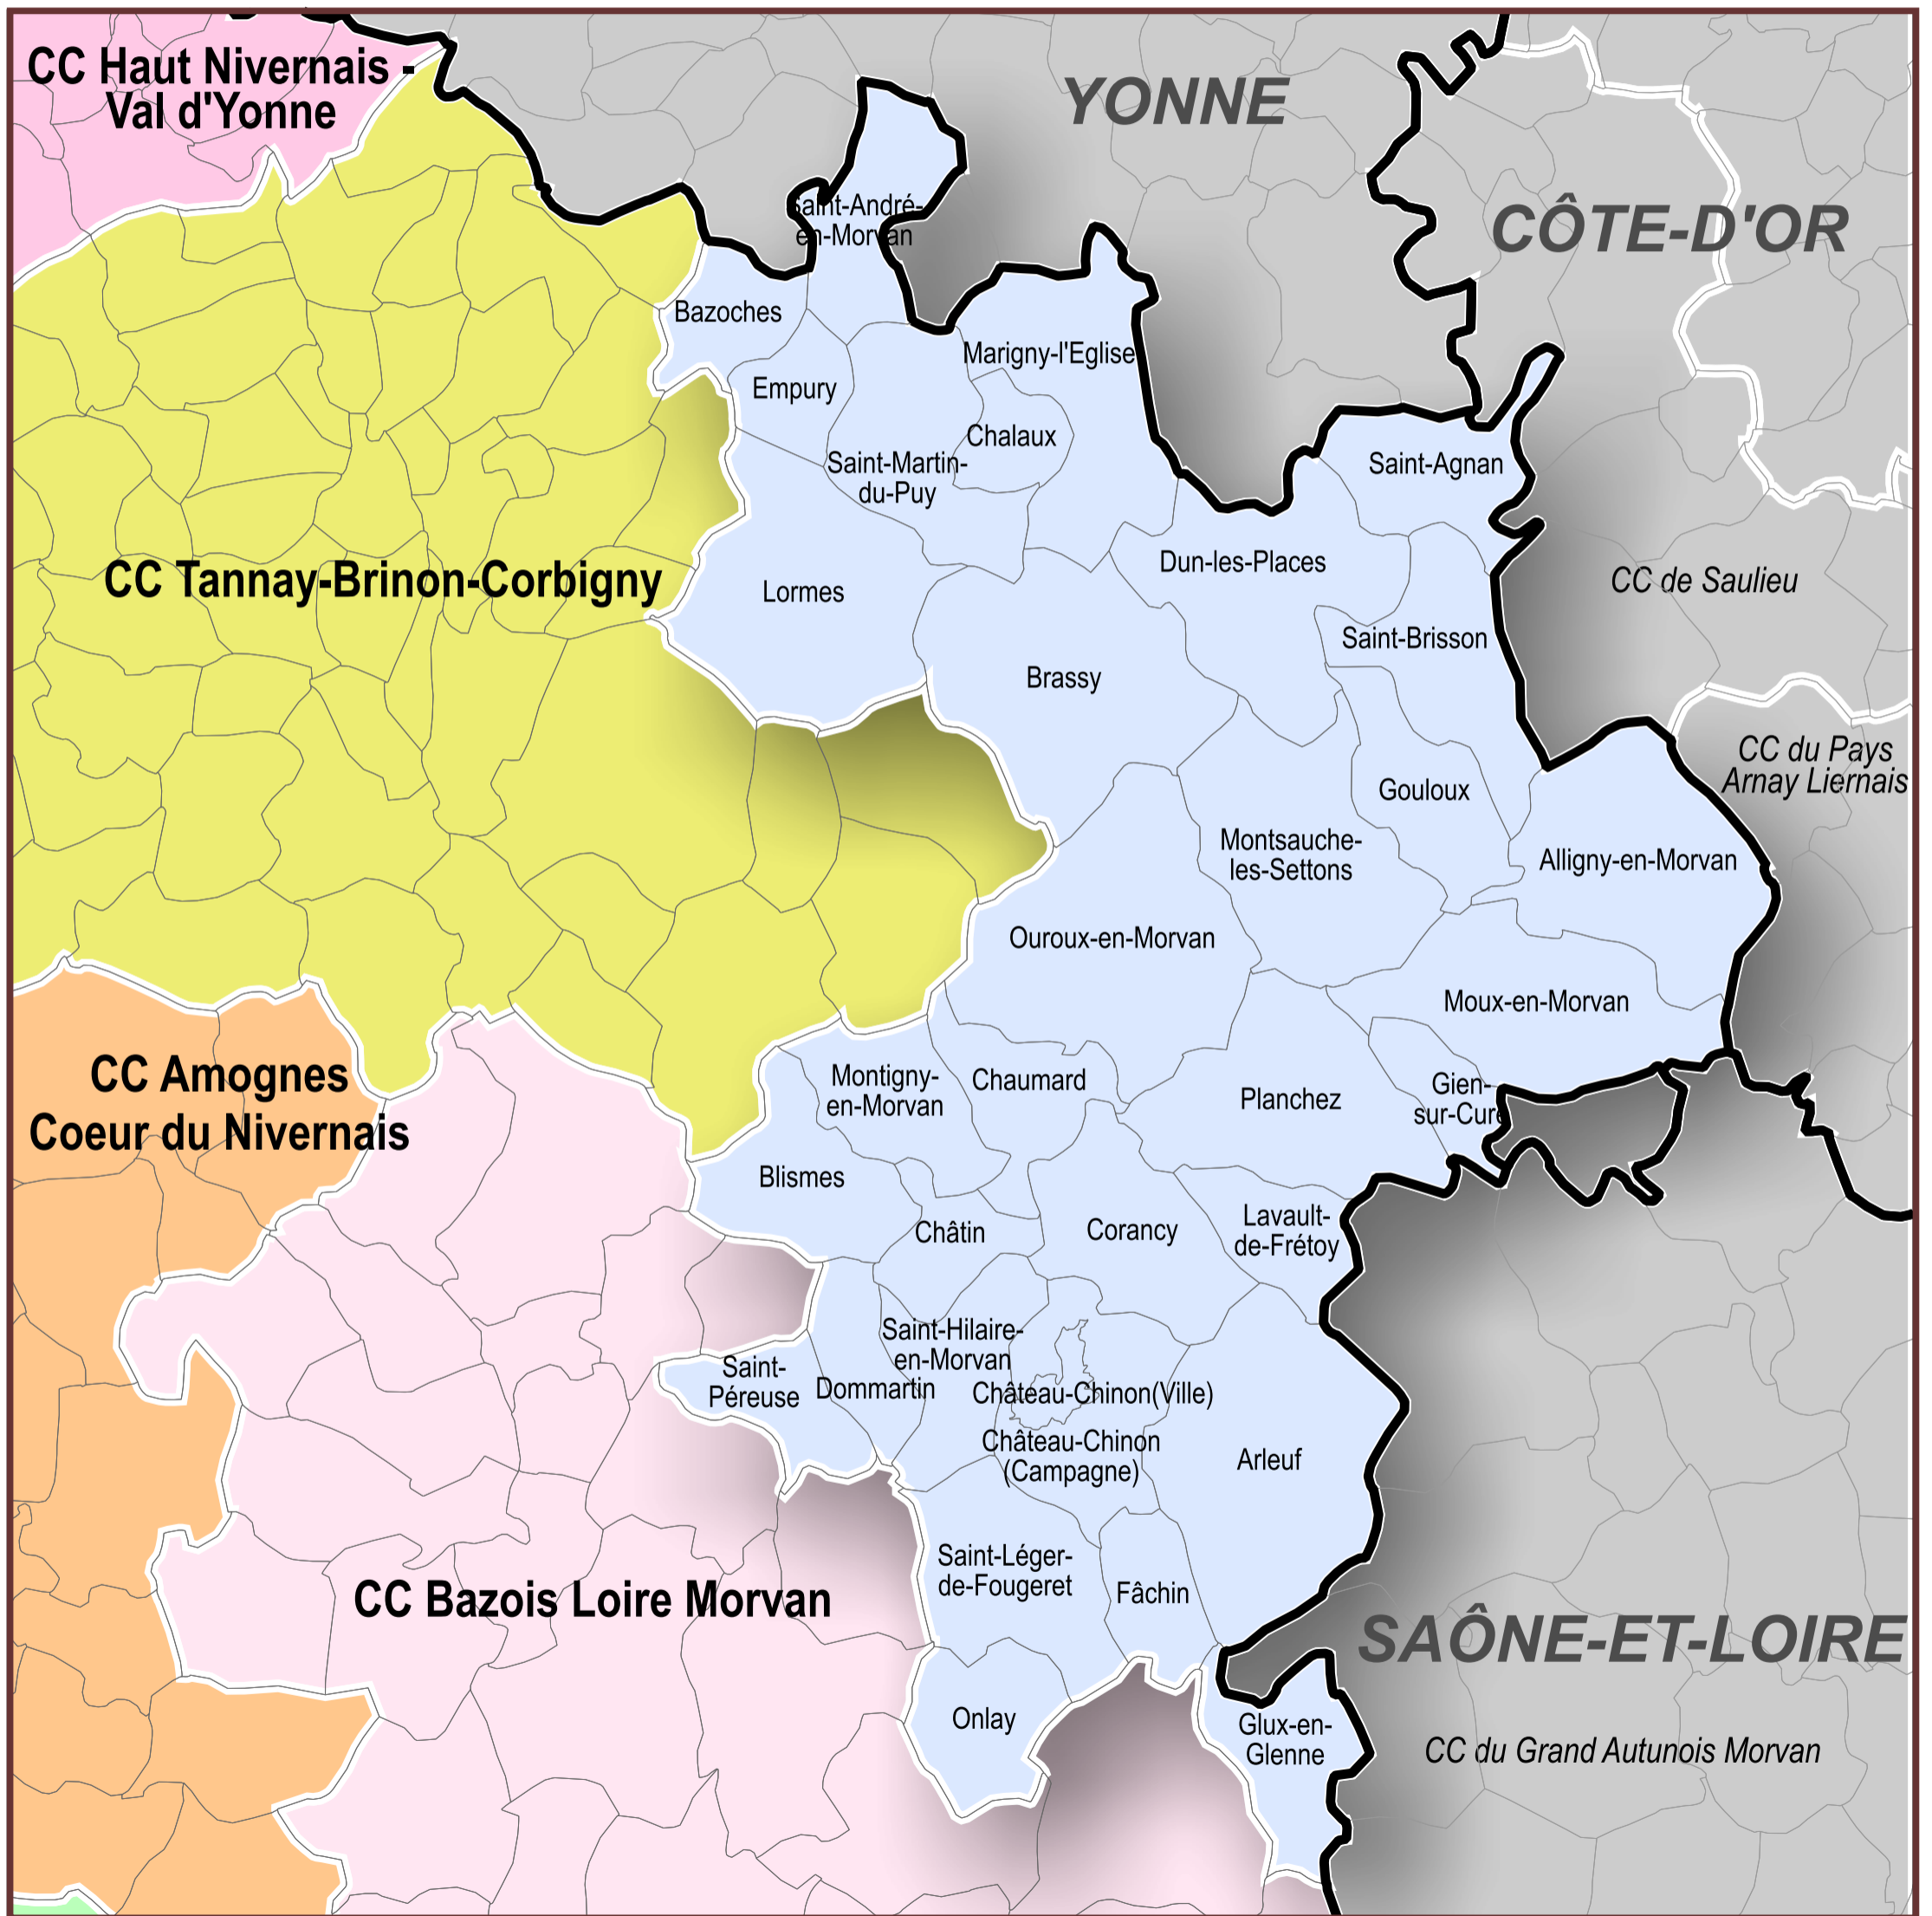 CC Haut Nivernais -
Val d'Yonne
YONNE
CÔTE-D'OR
Saint-André-
en-Morvan
Bazoches
Marigny-l'Eglise
Empury
Chalaux
Saint-Martin-
du-Puy
Saint-Agnan
CC Tannay-Brinon-Corbigny
Lormes
Dun-les-Places
CC de Saulieu
Saint-Brisson
Brassy
CC du Pays
Arnay Liernais
Gouloux
Montsauche-
les-Settons
Alligny-en-Morvan
Ouroux-en-Morvan
Moux-en-Morvan
CC Amognes
Coeur du Nivernais
Montigny-
en-Morvan
Chaumard
Planchez
Gien-
sur-Cure
Blismes
Châtin
Corancy
Lavault-
de-Frétoy
Saint-Hilaire-
en-Morvan
Saint-
Péreuse
Dommartin
Château-Chinon(Ville)
Château-Chinon
(Campagne)
Arleuf
Saint-Léger-
de-Fougeret
Fâchin
CC Bazois Loire Morvan
SAÔNE-ET-LOIRE
Onlay
Glux-en-
Glenne
CC du Grand Autunois Morvan